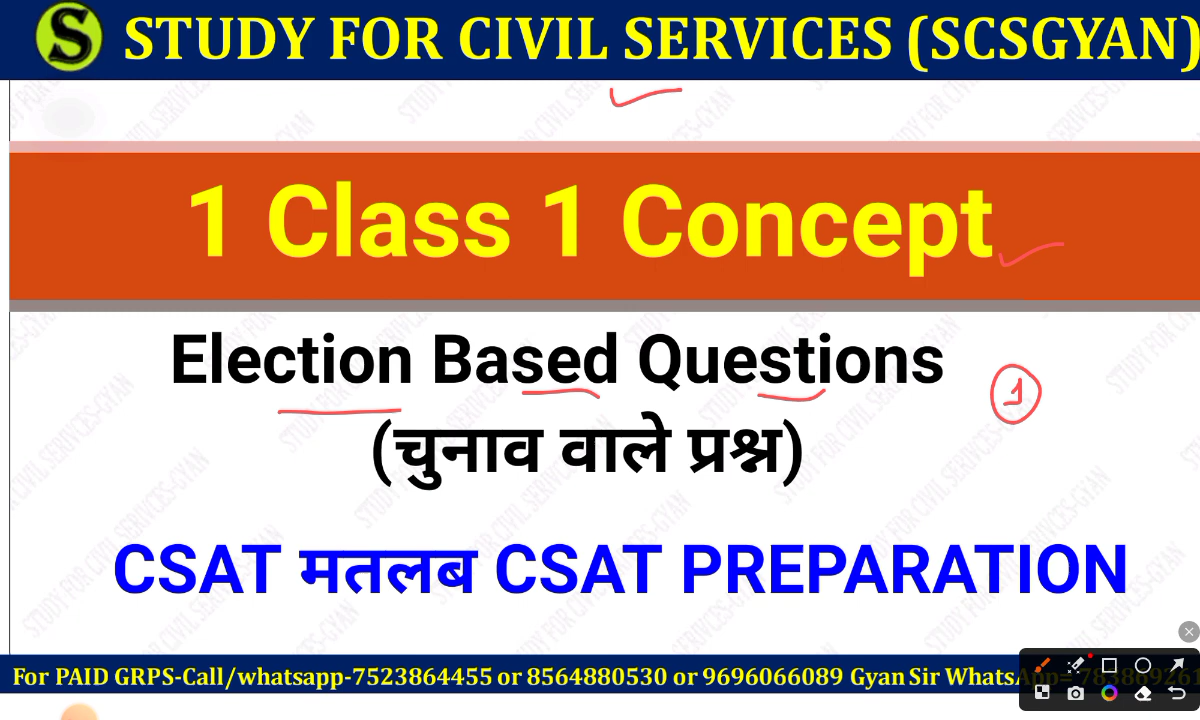 S STUDY FOR CIVIL SERVICES (SCSGYAN)
1 Class 1 Concept
Election Based Questions 1
(चुनाव वाले प्रश्न)
CSAT मतलब CSAT PREPARATION
For PAID GRPS-Call/whatsapp-7523864455 or 8564880530 or 9696066089 Gyan Sir WhatsApp=